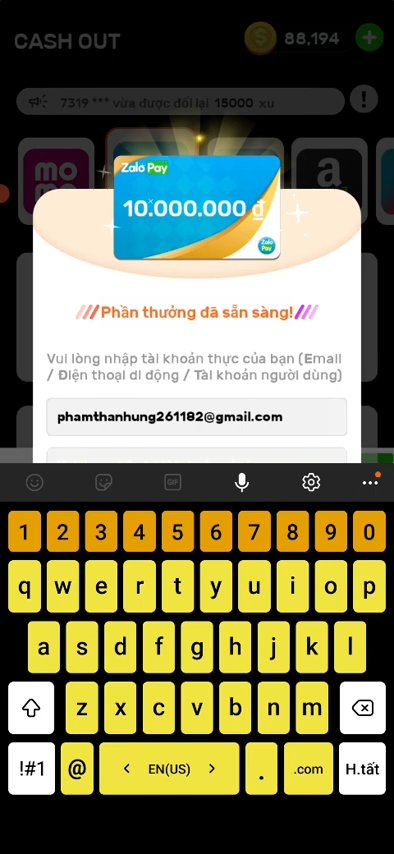 CASH OUT
88,194
7319 *** vừa được đổi lại 15000 xu
mo
mo
a
Zalo Pay
10.000.000 đ
Zalo
Pay
Phần thưởng đã sẵn sàng!
Vui lòng nhập tài khoản thực của bạn (Email
/ Điện thoại di động / Tài khoản người dùng)
phamthanhung261182@gmail.com
GIF
1 2 3 4 5 6 7 8 9 0
q w e r t y u i o p
a s d f g h j k l
z x c v b n m
!#1 @ < EN(US) > . .com H.tất